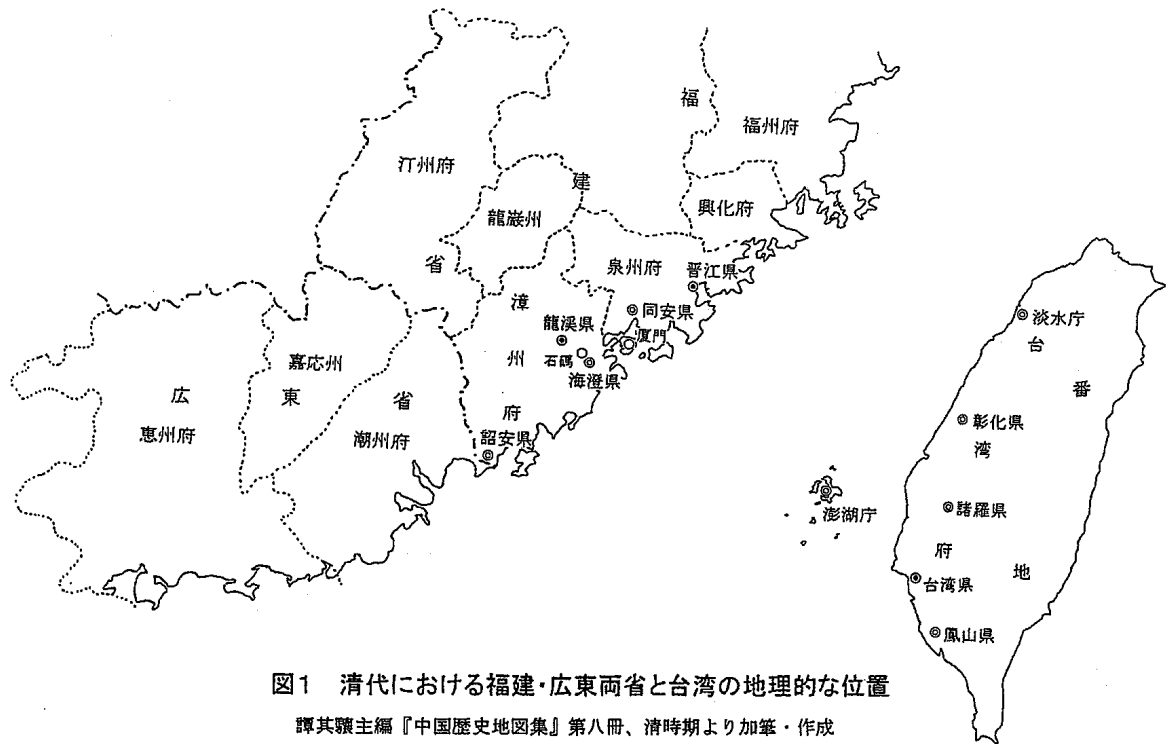 福
建
省
福州府
汀州府
龍巌州
興化府
泉州府
晋江県
同安県
厦門
漳
州
府
龍溪県
石碼
海澄県
詔安県
広
東
省
嘉応州
恵州府
潮州府
淡水庁
台
湾
府
番
地
彰化県
諸羅県
澎湖庁
台湾県
鳳山県
図1 清代における福建・広東両省と台湾の地理的な位置
譚其驤主編『中国歴史地図集』第八冊、清時期より加筆・作成